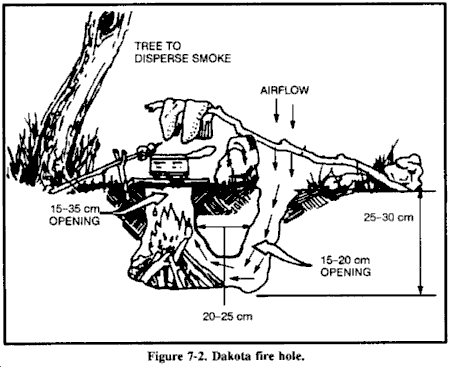 TREE TO
DISPERSE SMOKE
AIRFLOW
15-35 cm
OPENING
25-30 cm
15-20 cm
OPENING
20-25 cm
Figure 7-2. Dakota fire hole.